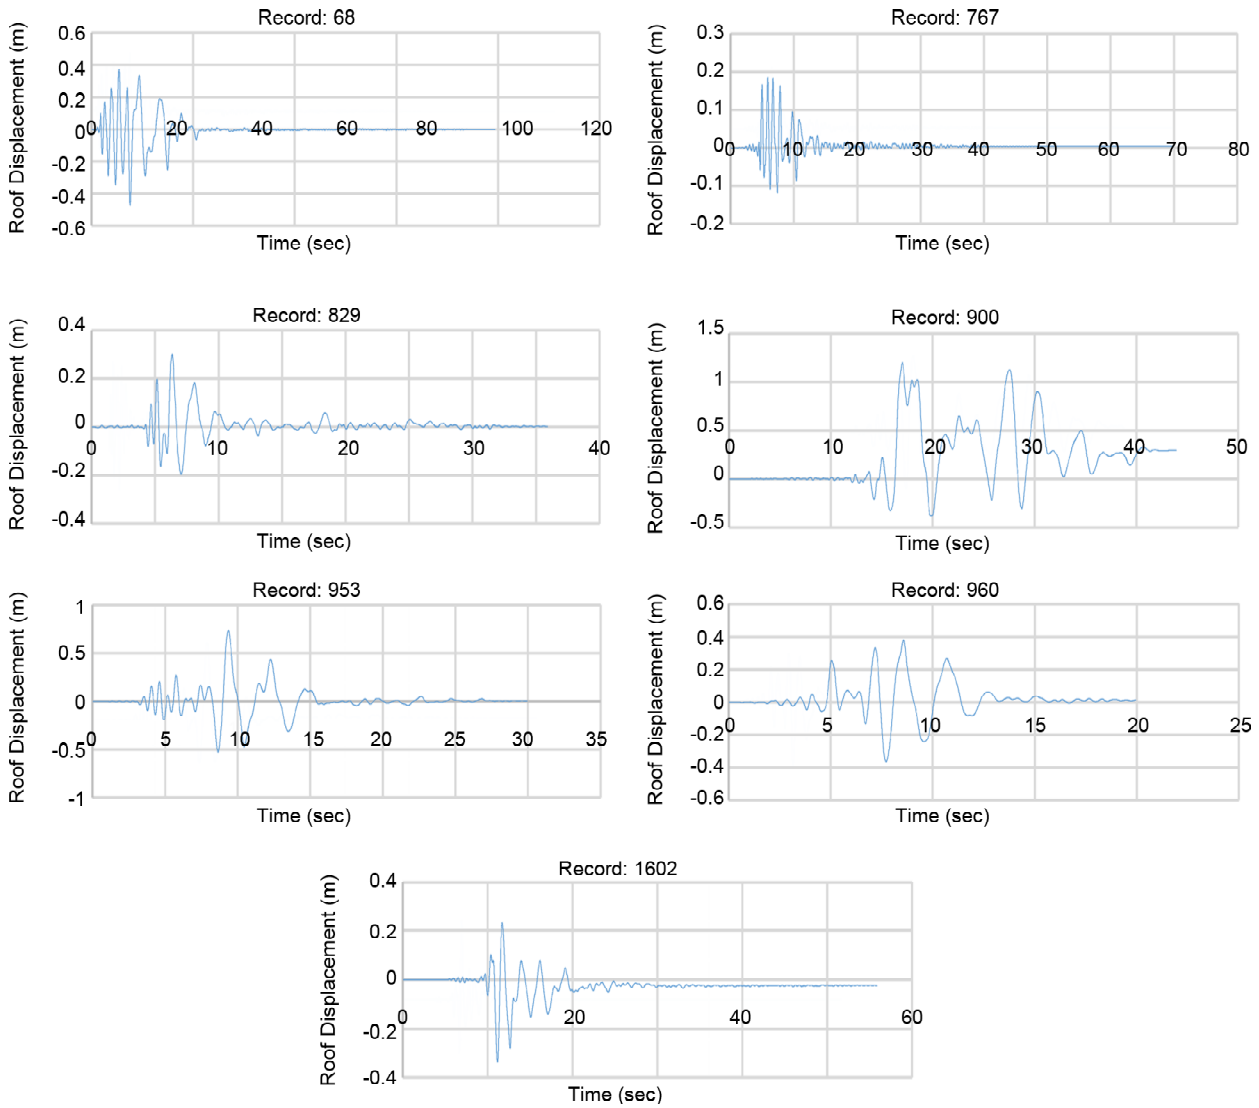 Record: 68
Roof Displacement (m)
0.6
0.4
0.2
0
-0.2
-0.4
-0.6
0 20 40 60 80 100 120
Time (sec)
Record: 767
Roof Displacement (m)
0.3
0.2
0.1
0
-0.1
-0.2
0 10 20 30 40 50 60 70 80
Time (sec)
Record: 829
Roof Displacement (m)
0.4
0.2
0
-0.2
-0.4
0 10 20 30 40
Time (sec)
Record: 900
Roof Displacement (m)
1.5
1
0.5
0
-0.5
0 10 20 30 40 50
Time (sec)
Record: 953
Roof Displacement (m)
1
0.5
0
-0.5
-1
0 5 10 15 20 25 30 35
Time (sec)
Record: 960
Roof Displacement (m)
0.6
0.4
0.2
0
-0.2
-0.4
-0.6
0 5 10 15 20 25
Time (sec)
Record: 1602
Roof Displacement (m)
0.4
0.2
0
-0.2
-0.4
0 20 40 60
Time (sec)